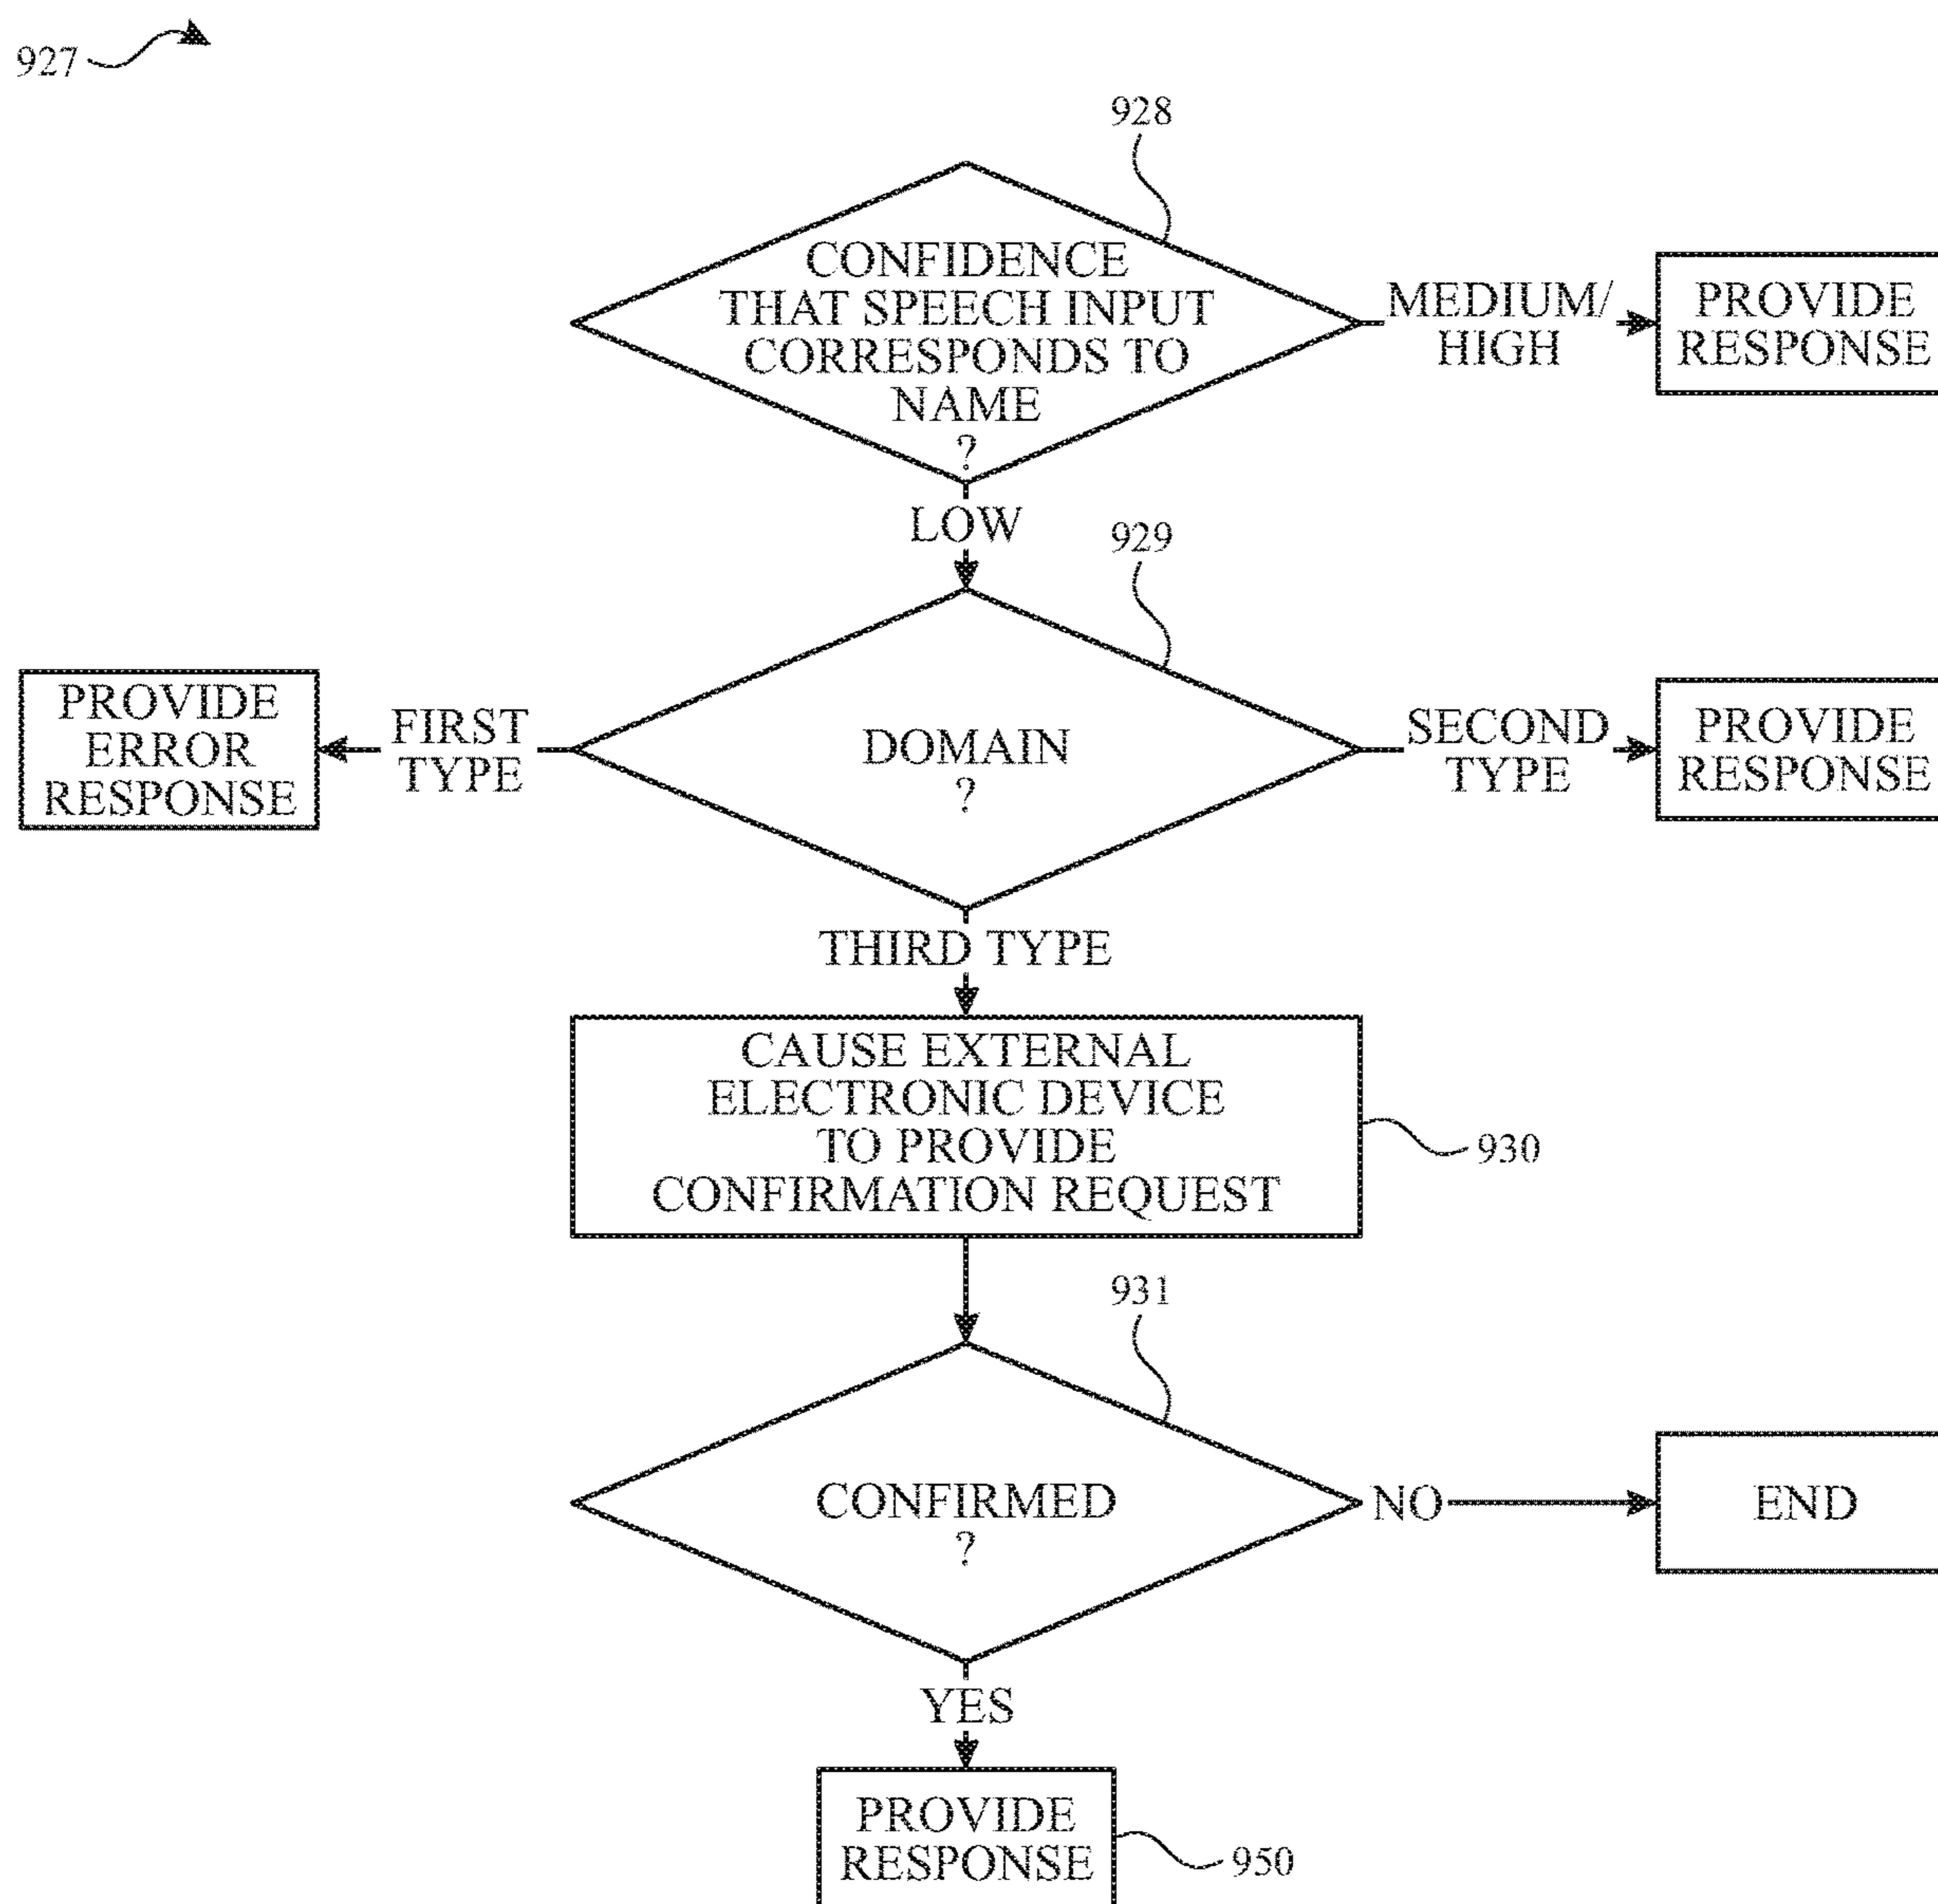 927
928
CONFIDENCE
THAT SPEECH INPUT
CORRESPONDS TO
NAME
?
MEDIUM/
HIGH
PROVIDE
RESPONSE
LOW
929
PROVIDE
ERROR
RESPONSE
FIRST
TYPE
DOMAIN
?
SECOND
TYPE
PROVIDE
RESPONSE
THIRD TYPE
CAUSE EXTERNAL
ELECTRONIC DEVICE
TO PROVIDE
CONFIRMATION REQUEST
930
931
CONFIRMED
?
NO
END
YES
PROVIDE
RESPONSE
950